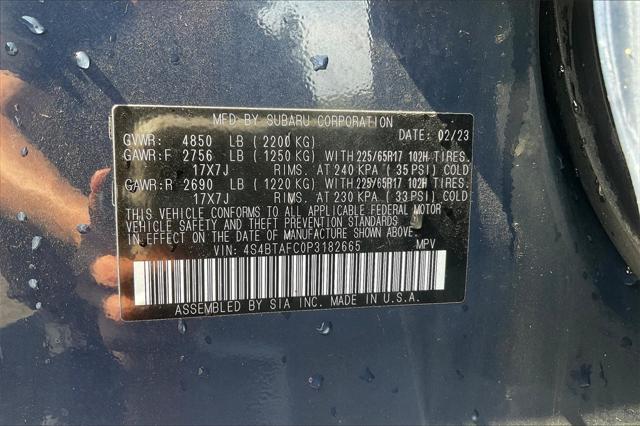 MFD BY SUBARU CORPORATION
GVWR: 4850 LB (2200 KG) DATE: 02/23
GAWR:F 2756 LB (1250 KG) WITH 225/65R17 102H TIRES.
17X7J RIMS. AT 240 KPA (35 PSI) COLD
GAWR:R 2690 LB (1220 KG) WITH 225/65R17 102H TIRES.
17X7J RIMS. AT 230 KPA (33 PSI) COLD
THIS VEHICLE CONFORMS TO ALL APPLICABLE FEDERAL MOTOR
VEHICLE SAFETY AND THEFT PREVENTION STANDARDS
IN EFFECT ON THE DATE OF MANUFACTURE SHOWN ABOVE.
VIN: 4S4BTAFC0P3182665 MPV
ASSEMBLED BY SIA INC. MADE IN U.S.A.